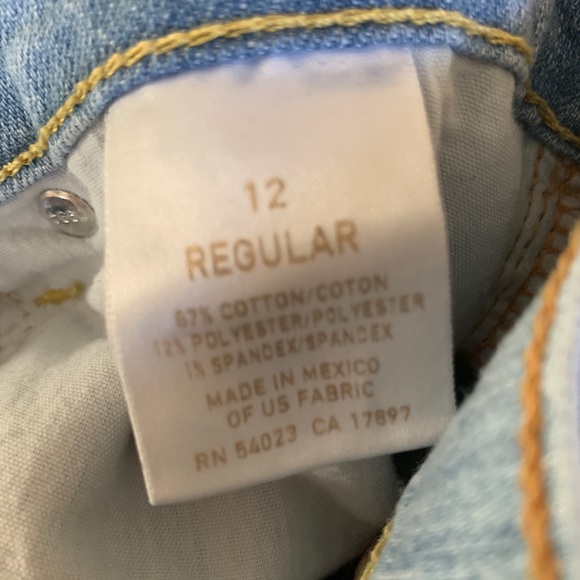 12
REGULAR
87% COTTON/COTON
12% POLYESTER/POLYESTER
1% SPANDEX/SPANDEX
MADE IN MEXICO
OF US FABRIC
RN 54023 CA 17897